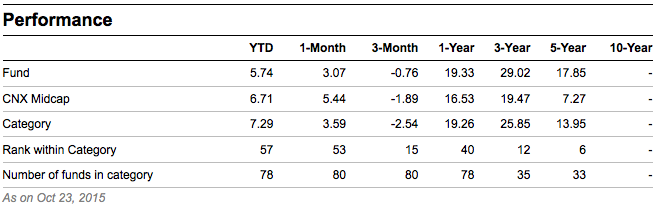 Performance
YTD 1-Month 3-Month 1-Year 3-Year 5-Year 10-Year
Fund 5.74 3.07 -0.76 19.33 29.02 17.85 -
CNX Midcap 6.71 5.44 -1.89 16.53 19.47 7.27 -
Category 7.29 3.59 -2.54 19.26 25.85 13.95 -
Rank within Category 57 53 15 40 12 6 -
Number of funds in category 78 80 80 78 35 33 -
As on Oct 23, 2015